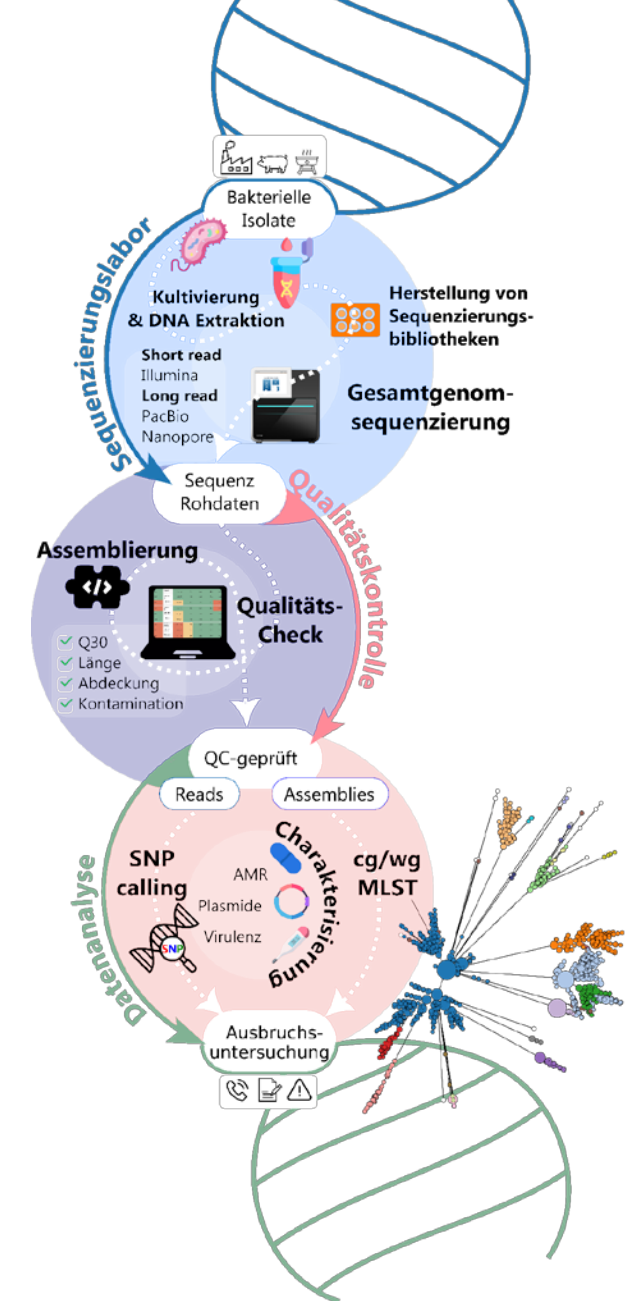 Bakterielle
Isolate
Sequenzierungslabor
Kultivierung
& DNA Extraktion
Herstellung von
Sequenzierungs-
bibliotheken
Short read
Illumina
Long read
PacBio
Nanopore
Gesamtgenom-
sequenzierung
Sequenz
Rohdaten
Qualitätskontrolle
Assemblierung
</>
Qualitäts-
Check
Q30
Länge
Abdeckung
Kontamination
QC-geprüft
Reads
Assemblies
Datenanalyse
SNP
calling
SNP
Charakterisierung
AMR
Plasmide
Virulenz
cg/wg
MLST
Ausbruchs-
untersuchung